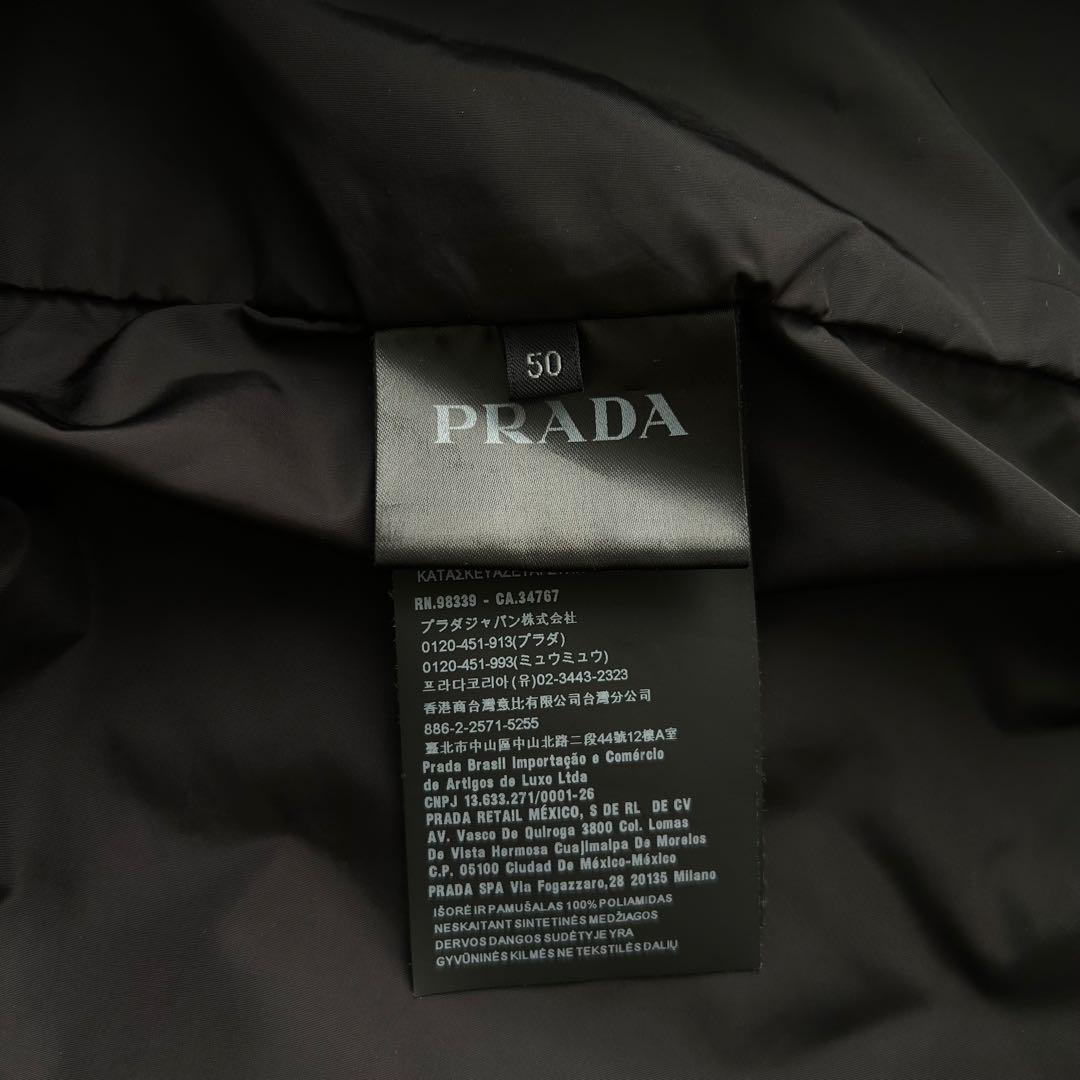 50
PRADA
RN.98339 - CA.34767
プラダジャパン株式会社
0120-451-913(プラダ)
0120-451-993(ミュウミュウ)
프라다코리아(유)02-3443-2323
香港商台灣意比有限公司台灣分公司
886-2-2571-5255
臺北市中山區中山北路二段44號12樓A室
Prada Brasil Importação e Comércio
de Artigos de Luxo Ltda
CNPJ 13.633.271/0001-26
PRADA RETAIL MÉXICO, S DE RL DE CV
AV. Vasco De Quiroga 3800 Col. Lomas
De Vista Hermosa Cuajimalpa De Morelos
C.P. 05100 Ciudad De México-México
PRADA SPA Via Fogazzaro,28 20135 Milano
IŠORĖ IR PAMUŠALAS 100% POLIAMIDAS
NESKAITANT SINTETINĖS MEDŽIAGOS
DERVOS DANGOS SUDĖTYJE YRA
GYVŪNINĖS KILMĖS NE TEKSTILĖS DALIŲ